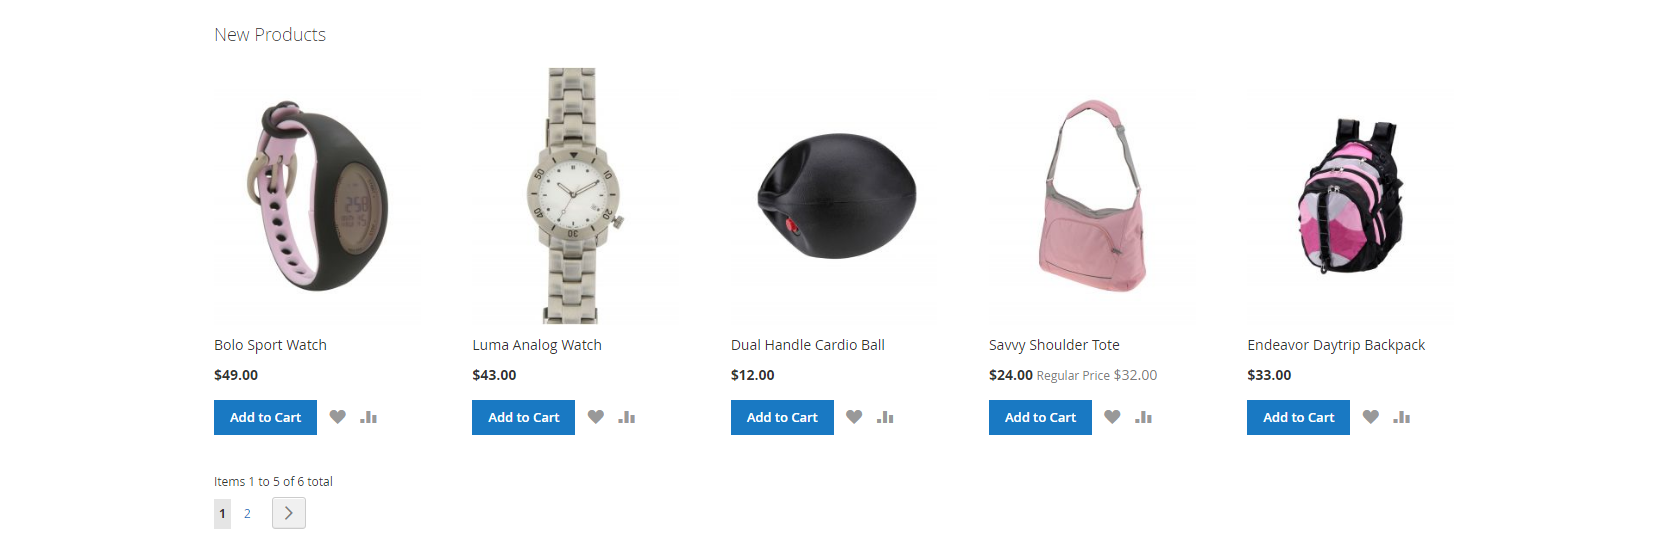 New Products
Bolo Sport Watch
$49.00
Add to Cart
Luma Analog Watch
$43.00
Add to Cart
Dual Handle Cardio Ball
$12.00
Add to Cart
Savvy Shoulder Tote
$24.00 Regular Price $32.00
Add to Cart
Endeavor Daytrip Backpack
$33.00
Add to Cart
Items 1 to 5 of 6 total
1 2